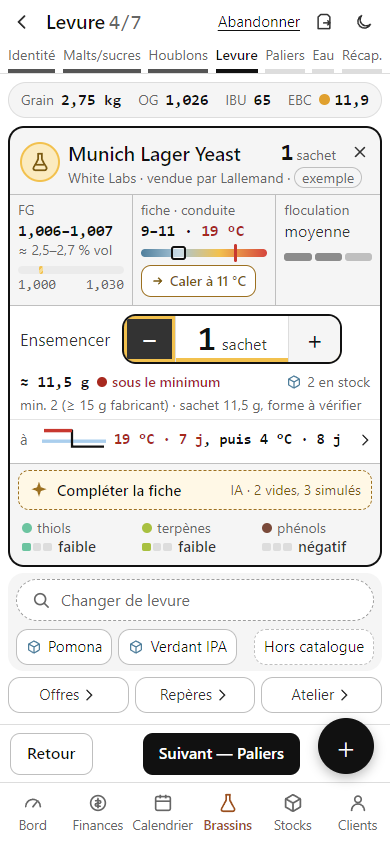 Levure 4/7
Abandonner
Identité Malts/sucres Houblons Levure Paliers Eau Récap.
Grain 2,75 kg OG 1,026 IBU 65 EBC 11,9
Munich Lager Yeast 1 sachet ×
White Labs · vendue par Lallemand · exemple
FG
1,006–1,007
≈ 2,5–2,7 % vol
1,000 1,030
fiche · conduite
9–11 · 19 °C
→ Caler à 11 °C
floculation
moyenne
Ensemencer − 1 sachet +
≈ 11,5 g sous le minimum 2 en stock
min. 2 (≥ 15 g fabricant) · sachet 11,5 g, forme à vérifier
à 19 °C · 7 j, puis 4 °C · 8 j
Compléter la fiche IA · 2 vides, 3 simulés
thiols terpènes phénols
faible faible négatif
Changer de levure
Pomona Verdant IPA Hors catalogue
Offres Repères Atelier
Retour Suivant — Paliers +
Bord Finances Calendrier Brassins Stocks Clients